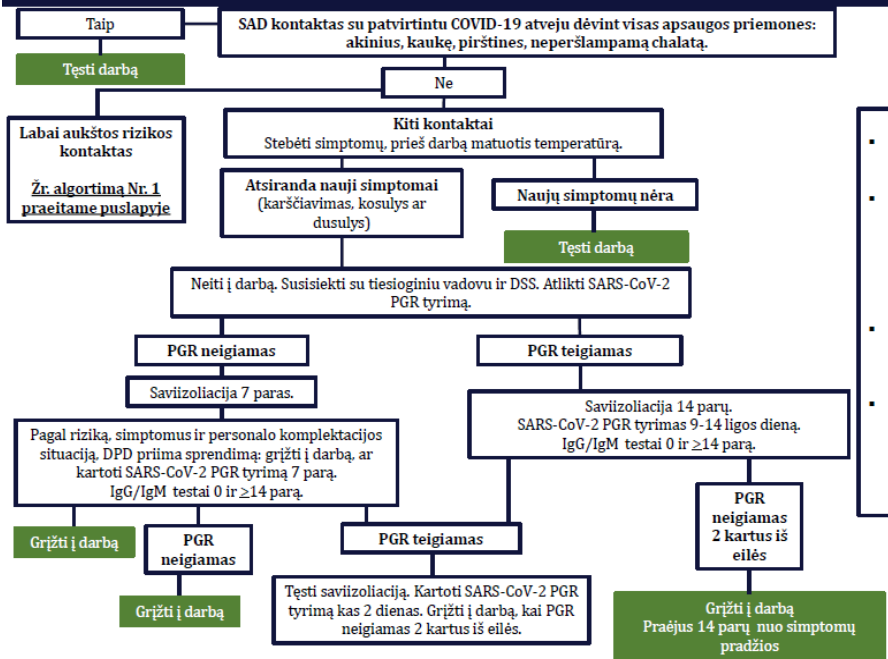 Taip
SAD kontaktas su patvirtintu COVID-19 atveju dėvint visas apsaugos priemones:
akinius, kaukę, pirštines, neperšlampamą chalatą.
Tęsti darbą
Ne
Labai aukštos rizikos
kontaktas
Žr. algortimą Nr. 1
praeitame puslapyje
Kiti kontaktai
Stebėti simptomų, prieš darbą matuotis temperatūrą.
Atsiranda nauji simptomai
(karščiavimas, kosulys ar
dusulys)
Naujų simptomų nėra
Tęsti darbą
Neiti į darbą. Susisiekti su tiesioginiu vadovu ir DSS. Atlikti SARS-CoV-2
PGR tyrimą.
PGR neigiamas
PGR teigiamas
Saviizoliacija 7 paras.
Saviizoliacija 14 parų.
SARS-CoV-2 PGR tyrimas 9-14 ligos dieną.
IgG/IgM testai 0 ir ≥14 parą.
Pagal riziką, simptomus ir personalo komplektacijos
situaciją, DPD priima sprendimą: grįžti į darbą, ar
kartoti SARS-CoV-2 PGR tyrimą 7 parą.
IgG/IgM testai 0 ir ≥14 parą.
Grįžti į darbą
PGR
neigiamas
PGR teigiamas
PGR
neigiamas
2 kartus iš
eilės
Grįžti į darbą
Tęsti saviizoliaciją. Kartoti SARS-CoV-2 PGR
tyrimą kas 2 dienas. Grįžti į darbą, kai PGR
neigiamas 2 kartus iš eilės.
Grįžti į darbą
Praėjus 14 parų nuo simptomų
pradžios